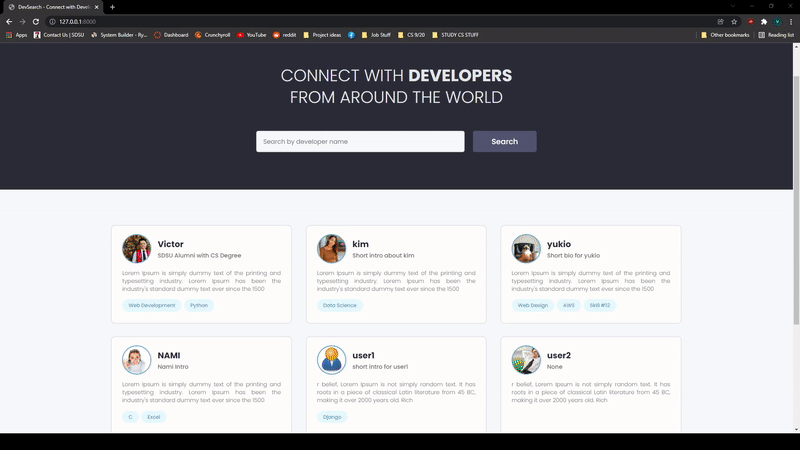 DevSearch - Connect with Devel
127.0.0.1:8000
Apps
Contact Us | SDSU
System Builder - Ry...
Dashboard
Crunchyroll
YouTube
reddit
Project ideas
Job Stuff
CS 9/20
STUDY CS STUFF
Other bookmarks
Reading list
CONNECT WITH DEVELOPERS
FROM AROUND THE WORLD
Search by developer name
Search
Victor
SDSU Alumni with CS Degree
Lorem Ipsum is simply dummy text of the printing and
typesetting industry. Lorem Ipsum has been the
industry's standard dummy text ever since the 1500
Web Development
Python
kim
Short intro about kim
Lorem Ipsum is simply dummy text of the printing and
typesetting industry. Lorem Ipsum has been the
industry's standard dummy text ever since the 1500
Data Science
yukio
Short bio for yukio
Lorem Ipsum is simply dummy text of the printing and
typesetting industry. Lorem Ipsum has been the
industry's standard dummy text ever since the 1500
Web Design
AWS
Skill #12
NAMI
Nami Intro
Lorem Ipsum is simply dummy text of the printing and
typesetting industry. Lorem Ipsum has been the
industry's standard dummy text ever since the 1500
C
Excel
user1
short intro for user1
r belief, Lorem Ipsum is not simply random text. It has
roots in a piece of classical Latin literature from 45 BC,
making it over 2000 years old. Rich
Django
user2
None
r belief, Lorem Ipsum is not simply random text. It has
roots in a piece of classical Latin literature from 45 BC,
making it over 2000 years old. Rich